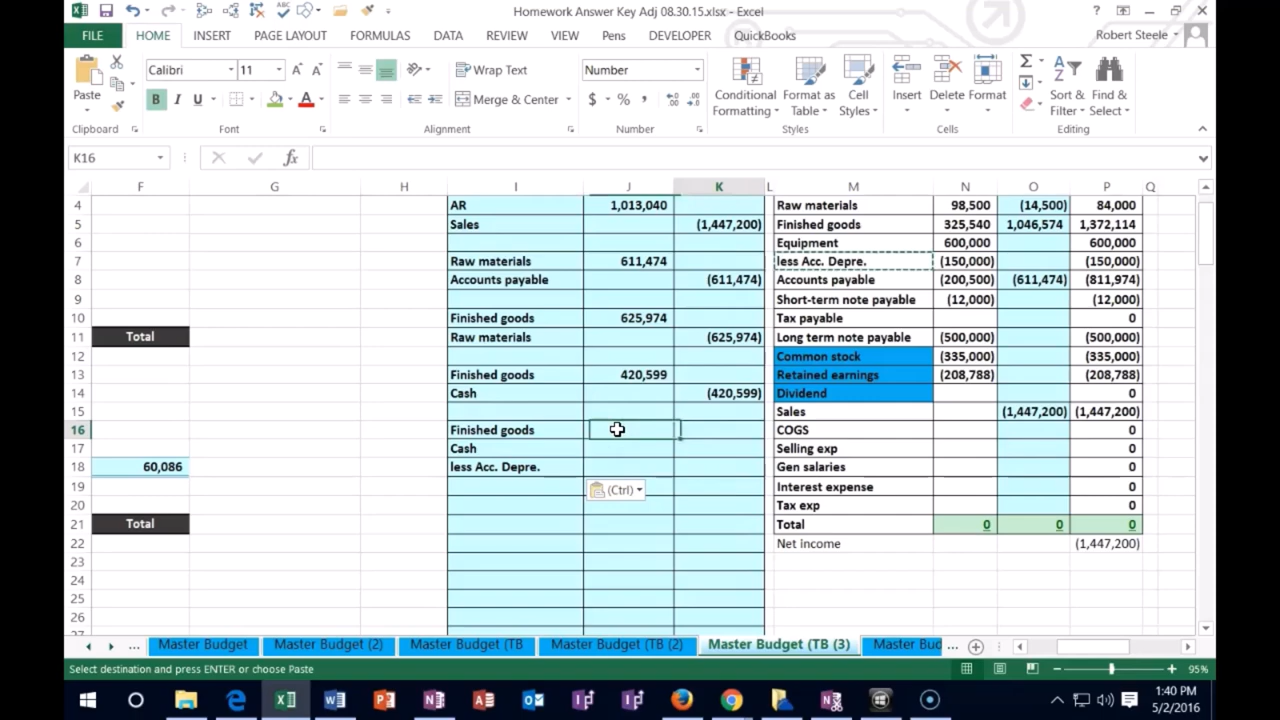 Homework Answer Key Adj 08.30.15.xlsx - Excel
FILE HOME INSERT PAGE LAYOUT FORMULAS DATA REVIEW VIEW Pens DEVELOPER QuickBooks Robert Steele
Paste Calibri 11 Wrap Text Number Conditional Formatting Format as Table Cell Styles Insert Delete Format Sort & Filter Find & Select
B I U A Merge & Center $ %
Clipboard Font Alignment Number Styles Cells Editing
K16 fx
F G H I J K L M N O P Q
4 AR 1,013,040 Raw materials 98,500 (14,500) 84,000
5 Sales (1,447,200) Finished goods 325,540 1,046,574 1,372,114
6 Equipment 600,000 600,000
7 Raw materials 611,474 less Acc. Depre. (150,000) (150,000)
8 Accounts payable (611,474) Accounts payable (200,500) (611,474) (811,974)
9 Short-term note payable (12,000) (12,000)
10 Finished goods 625,974 Tax payable 0
11 Total Raw materials (625,974) Long term note payable (500,000) (500,000)
12 Common stock (335,000) (335,000)
13 Finished goods 420,599 Retained earnings (208,788) (208,788)
14 Cash (420,599) Dividend 0
15 Sales (1,447,200) (1,447,200)
16 Finished goods COGS 0
17 Cash Selling exp 0
18 60,086 less Acc. Depre. Gen salaries 0
19 (Ctrl) Interest expense 0
20 Tax exp 0
21 Total Total 0 0 0
22 Net income (1,447,200)
23
24
25
26
27
... Master Budget Master Budget (2) Master Budget (TB Master Budget (TB (2) Master Budget (TB (3) Master Bud ...
Select destination and press ENTER or choose Paste 95%
1:40 PM
5/2/2016